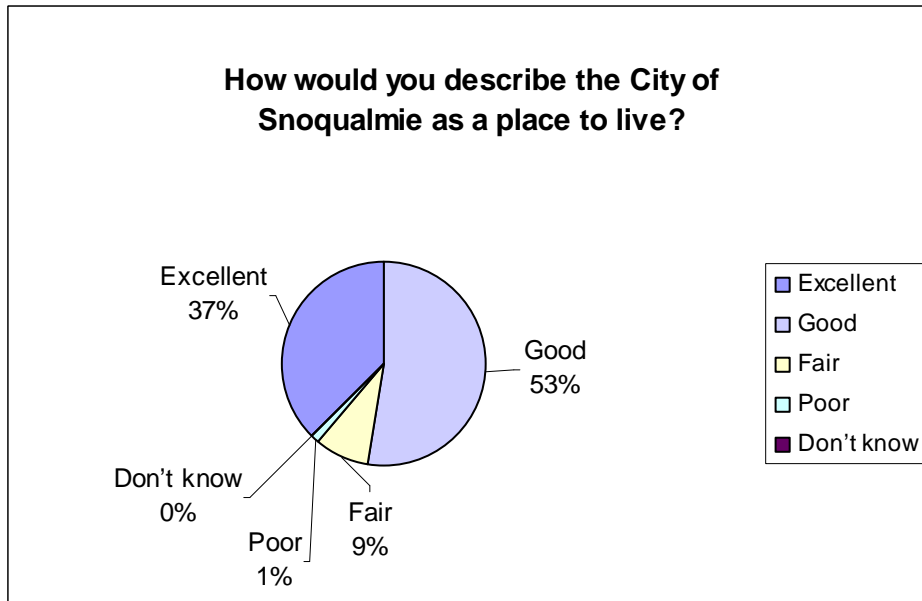 How would you describe the City of
Snoqualmie as a place to live?
Excellent
37%
Good
53%
Don't know
0%
Poor
1%
Fair
9%
Excellent
Good
Fair
Poor
Don't know